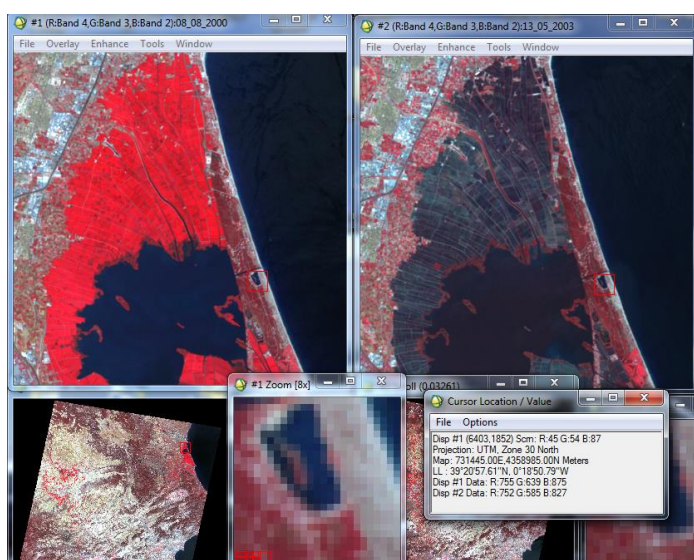 #1 (R:Band 4,G:Band 3,B:Band 2):08_08_2000
File Overlay Enhance Tools Window
#2 (R:Band 4,G:Band 3,B:Band 2):13_05_2003
File Overlay Enhance Tools Window
#1 Zoom [8x]
oll (0.03261)
Cursor Location / Value
File Options
Disp #1 (6403,1852) Scrn: R:45 G:54 B:87
Projection: UTM, Zone 30 North
Map: 731445.00E,4358985.00N Meters
LL : 39°20'57.61"N, 0°18'50.79"W
Disp #1 Data: R:755 G:639 B:875
Disp #2 Data: R:752 G:585 B:827